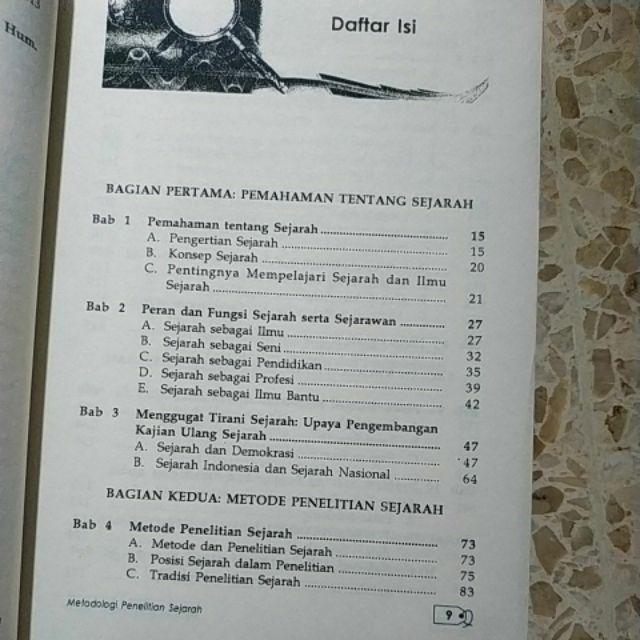 13
Hum.
Daftar Isi
BAGIAN PERTAMA: PEMAHAMAN TENTANG SEJARAH
Bab 1 Pemahaman tentang Sejarah ........ 15
A. Pengertian Sejarah ........ 15
B. Konsep Sejarah ........ 20
C. Pentingnya Mempelajari Sejarah dan Ilmu
Sejarah ........ 21
Bab 2 Peran dan Fungsi Sejarah serta Sejarawan ........ 27
A. Sejarah sebagai Ilmu ........ 27
B. Sejarah sebagai Seni ........ 32
C. Sejarah sebagai Pendidikan ........ 35
D. Sejarah sebagai Profesi ........ 39
E. Sejarah sebagai Ilmu Bantu ........ 42
Bab 3 Menggugat Tirani Sejarah: Upaya Pengembangan
Kajian Ulang Sejarah ........ 47
A. Sejarah dan Demokrasi ........ 47
B. Sejarah Indonesia dan Sejarah Nasional ........ 64
BAGIAN KEDUA: METODE PENELITIAN SEJARAH
Bab 4 Metode Penelitian Sejarah ........ 73
A. Metode dan Penelitian Sejarah ........ 73
B. Posisi Sejarah dalam Penelitian ........ 75
C. Tradisi Penelitian Sejarah ........ 83
Metodologi Penelitian Sejarah 9